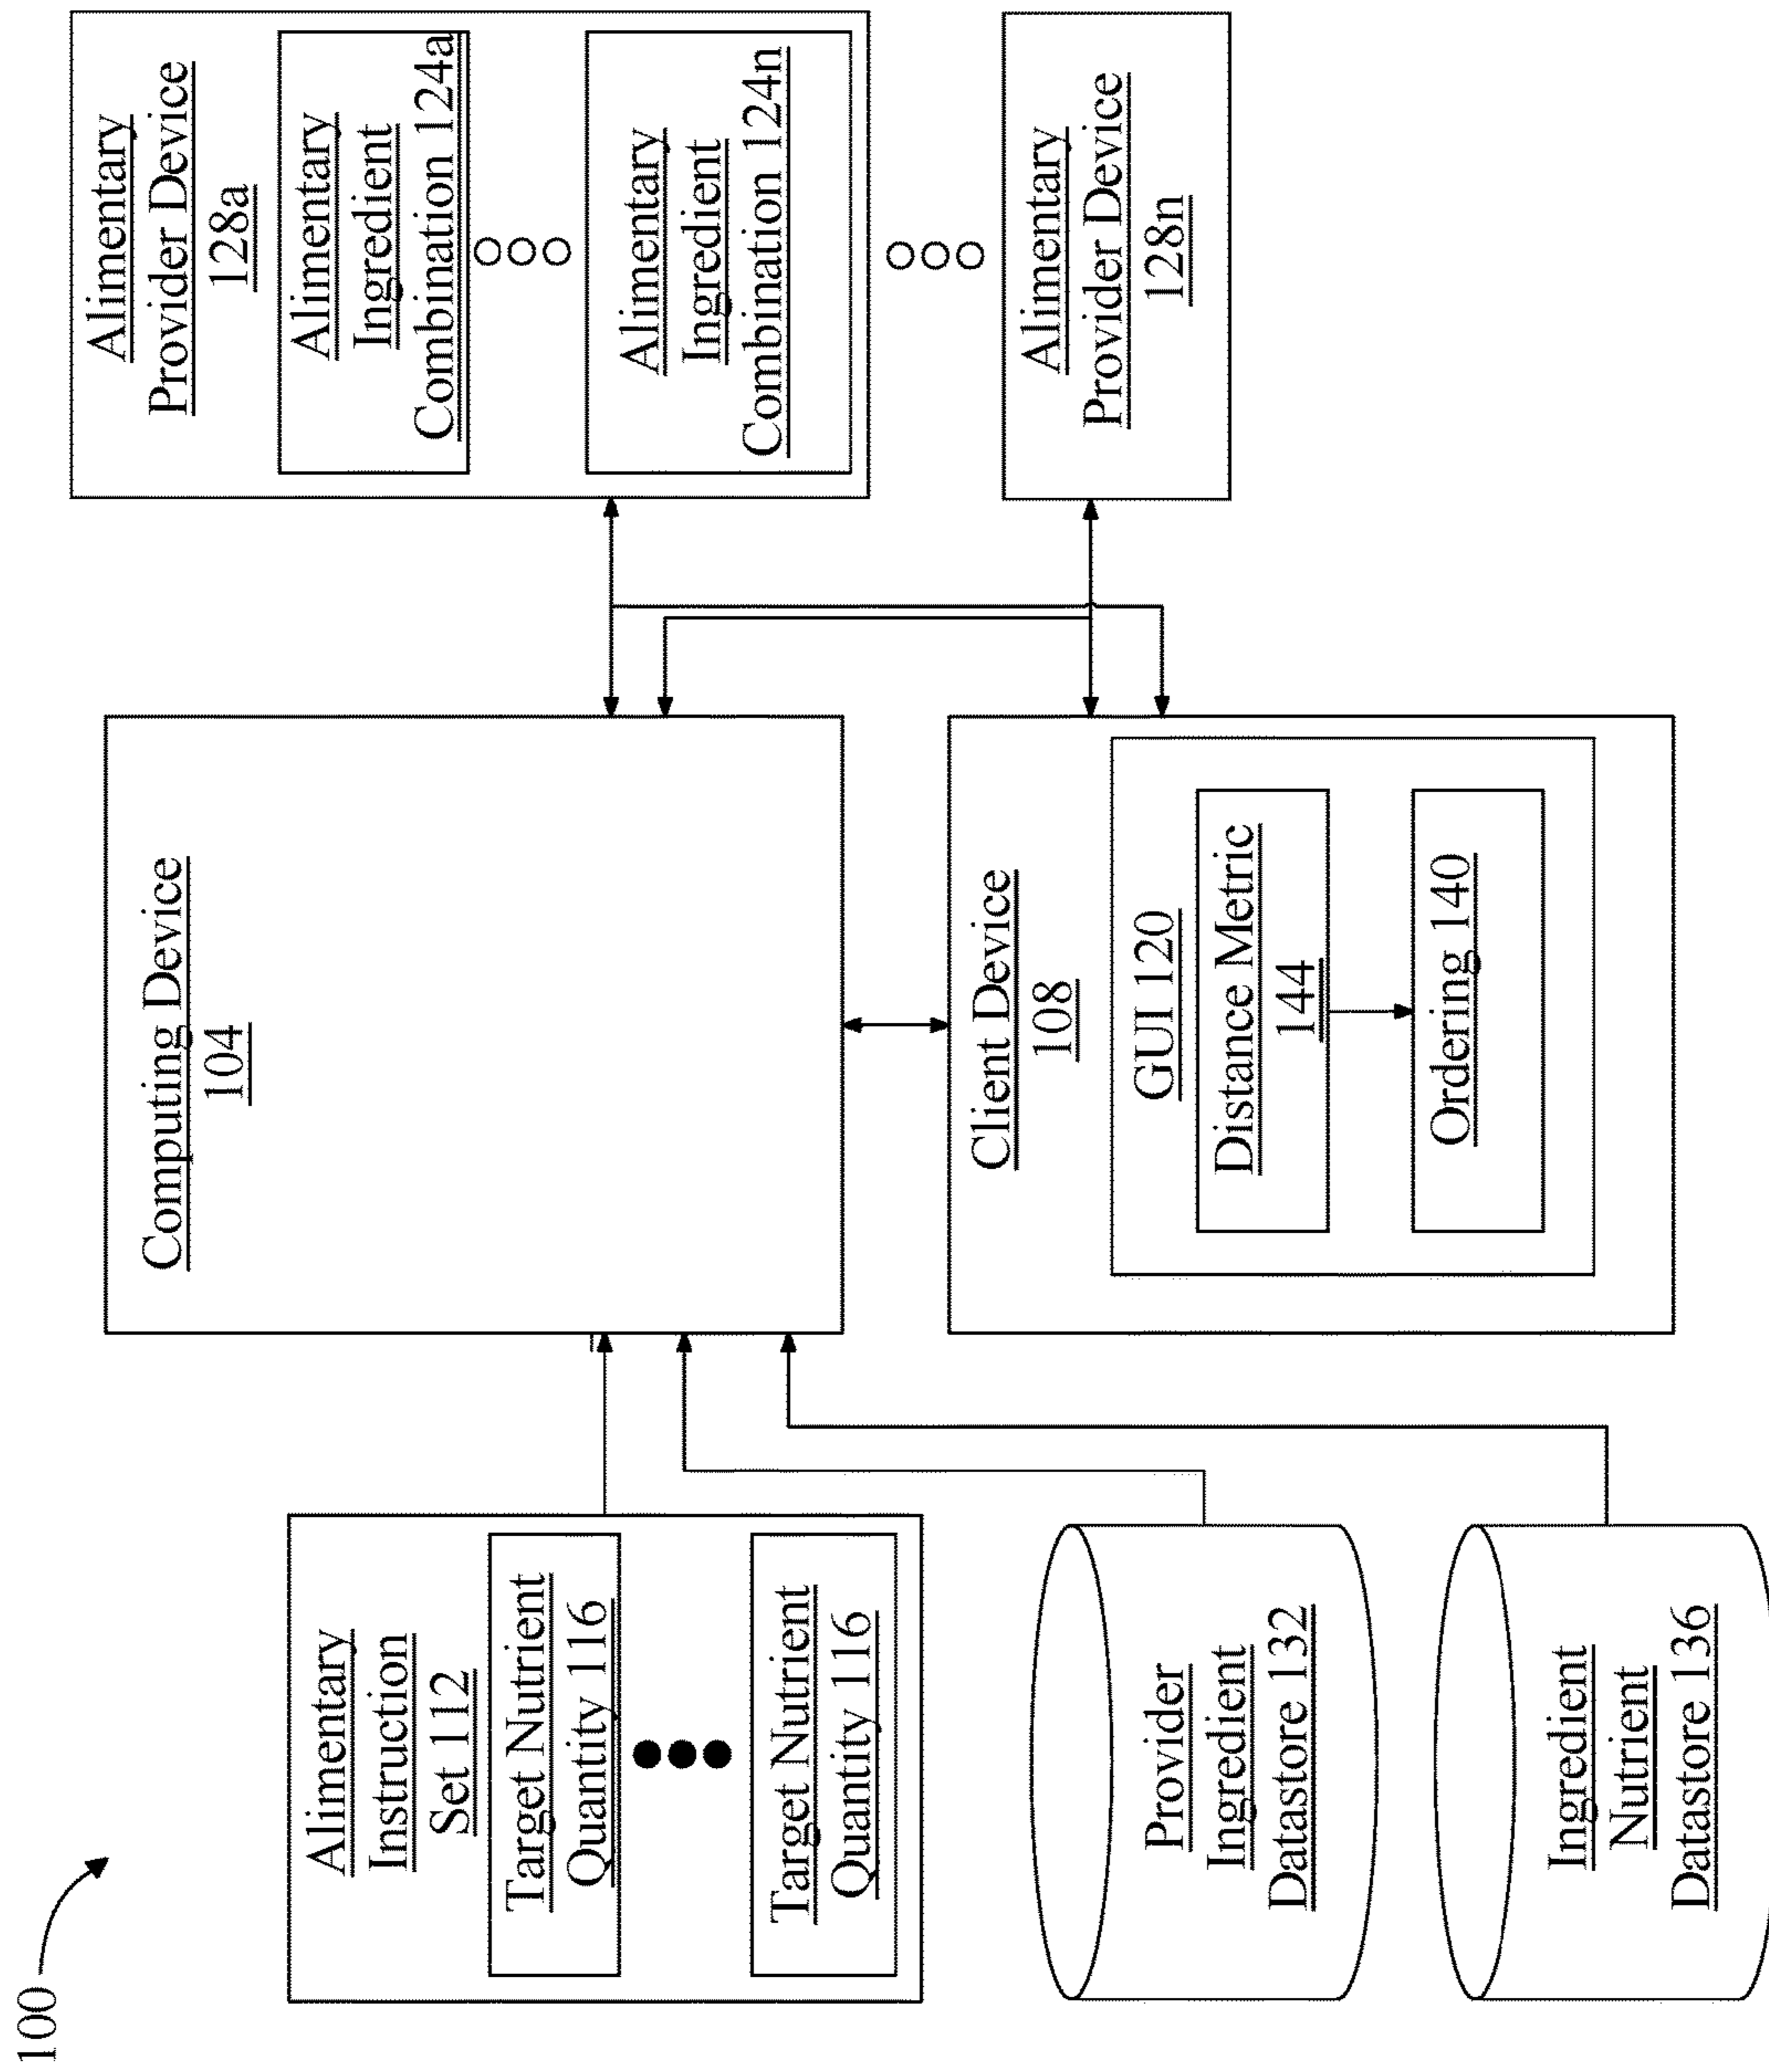 100
Alimentary
Instruction
Set 112
Target Nutrient
Quantity 116
Target Nutrient
Quantity 116
Provider
Ingredient
Datastore 132
Ingredient
Nutrient
Datastore 136
Computing Device
104
Client Device
108
GUI 120
Distance Metric
144
Ordering 140
Alimentary
Provider Device
128a
Alimentary
Ingredient
Combination 124a
Alimentary
Ingredient
Combination 124n
Alimentary
Provider Device
128n